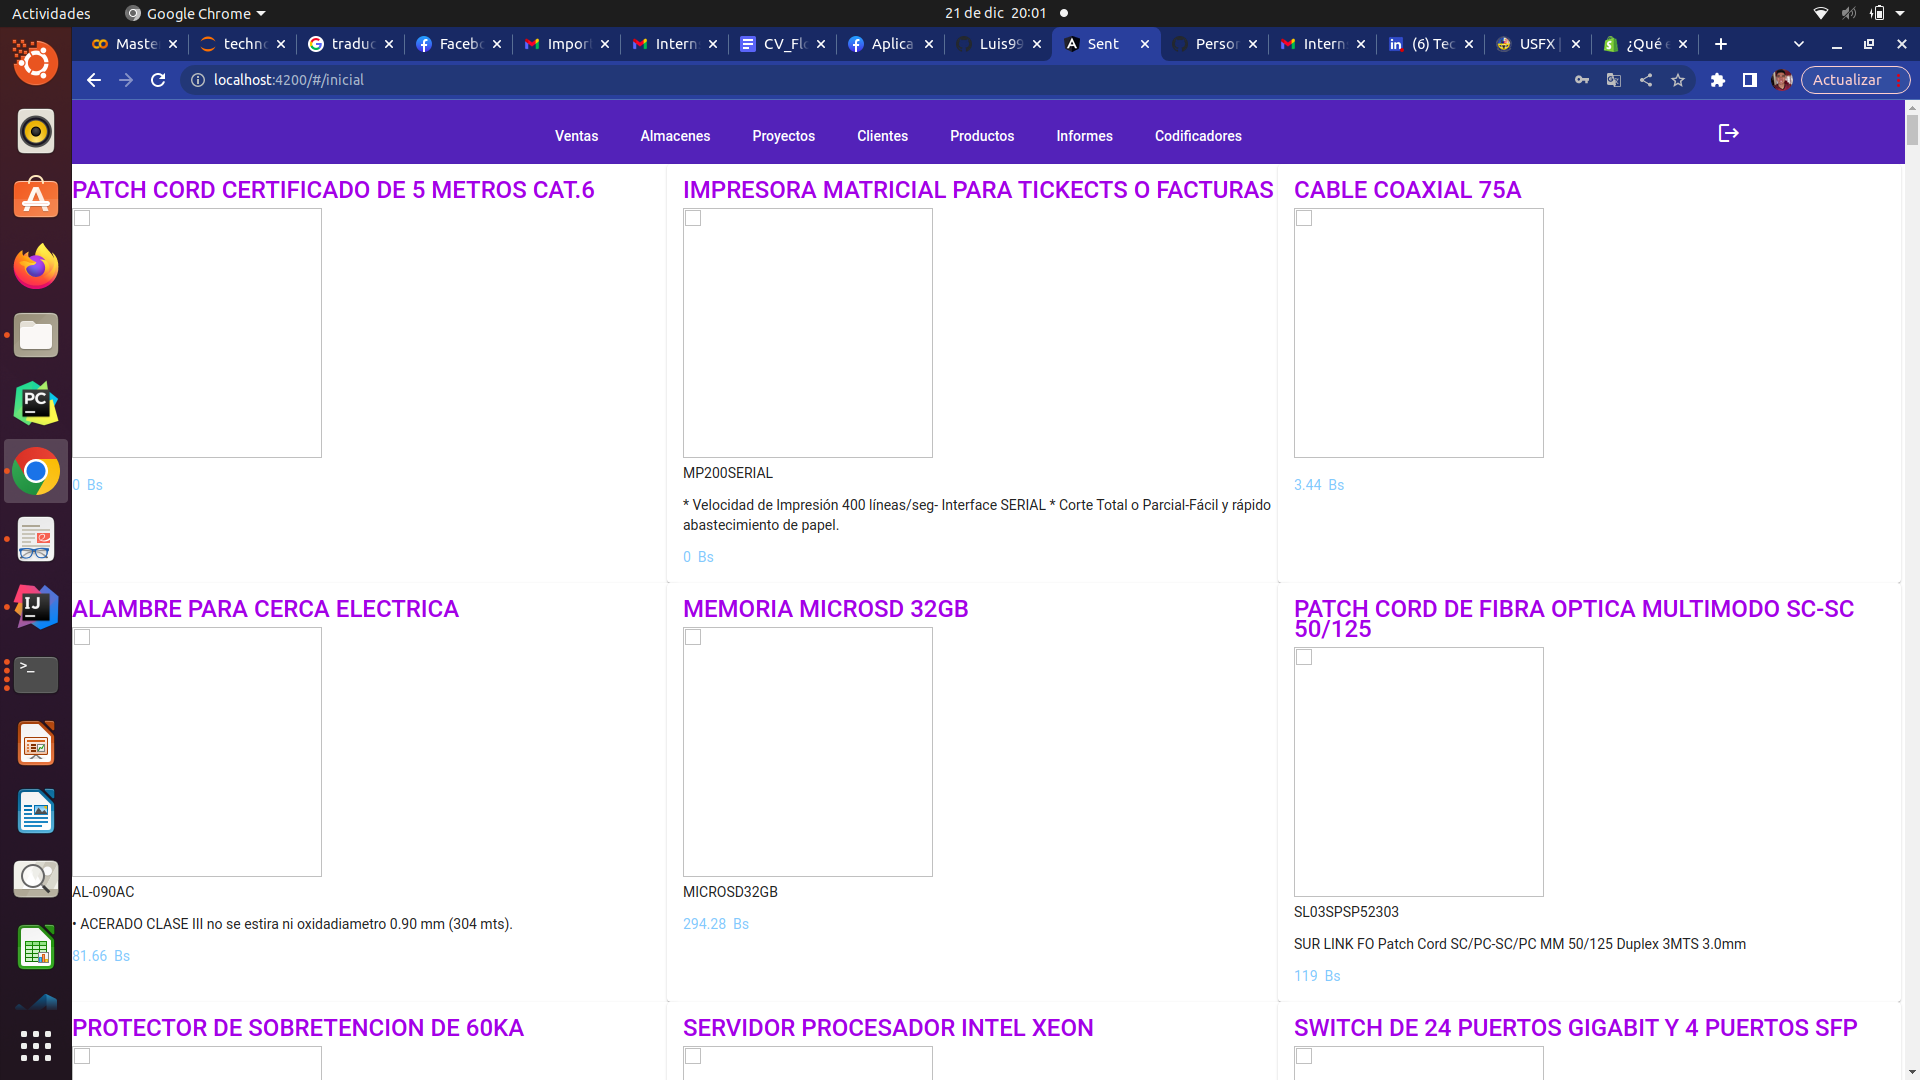 Actividades
Google Chrome
21 de dic 20:01
Maste
techno
traduc
Facebo
Impor
Intern
CV_Flo
Aplica
Luis99
Sent
Person
Intern
(6) Tec
USFX |
¿Qué e
localhost:4200/#/inicial
Actualizar
Ventas
Almacenes
Proyectos
Clientes
Productos
Informes
Codificadores
PATCH CORD CERTIFICADO DE 5 METROS CAT.6
0 Bs
IMPRESORA MATRICIAL PARA TICKECTS O FACTURAS
MP200SERIAL
* Velocidad de Impresión 400 líneas/seg- Interface SERIAL * Corte Total o Parcial-Fácil y rápido
abastecimiento de papel.
0 Bs
CABLE COAXIAL 75A
3.44 Bs
ALAMBRE PARA CERCA ELECTRICA
AL-090AC
• ACERADO CLASE III no se estira ni oxidadiametro 0.90 mm (304 mts).
81.66 Bs
MEMORIA MICROSD 32GB
MICROSD32GB
294.28 Bs
PATCH CORD DE FIBRA OPTICA MULTIMODO SC-SC
50/125
SL03SPSP52303
SUR LINK FO Patch Cord SC/PC-SC/PC MM 50/125 Duplex 3MTS 3.0mm
119 Bs
PROTECTOR DE SOBRETENCION DE 60KA
SERVIDOR PROCESADOR INTEL XEON
SWITCH DE 24 PUERTOS GIGABIT Y 4 PUERTOS SFP